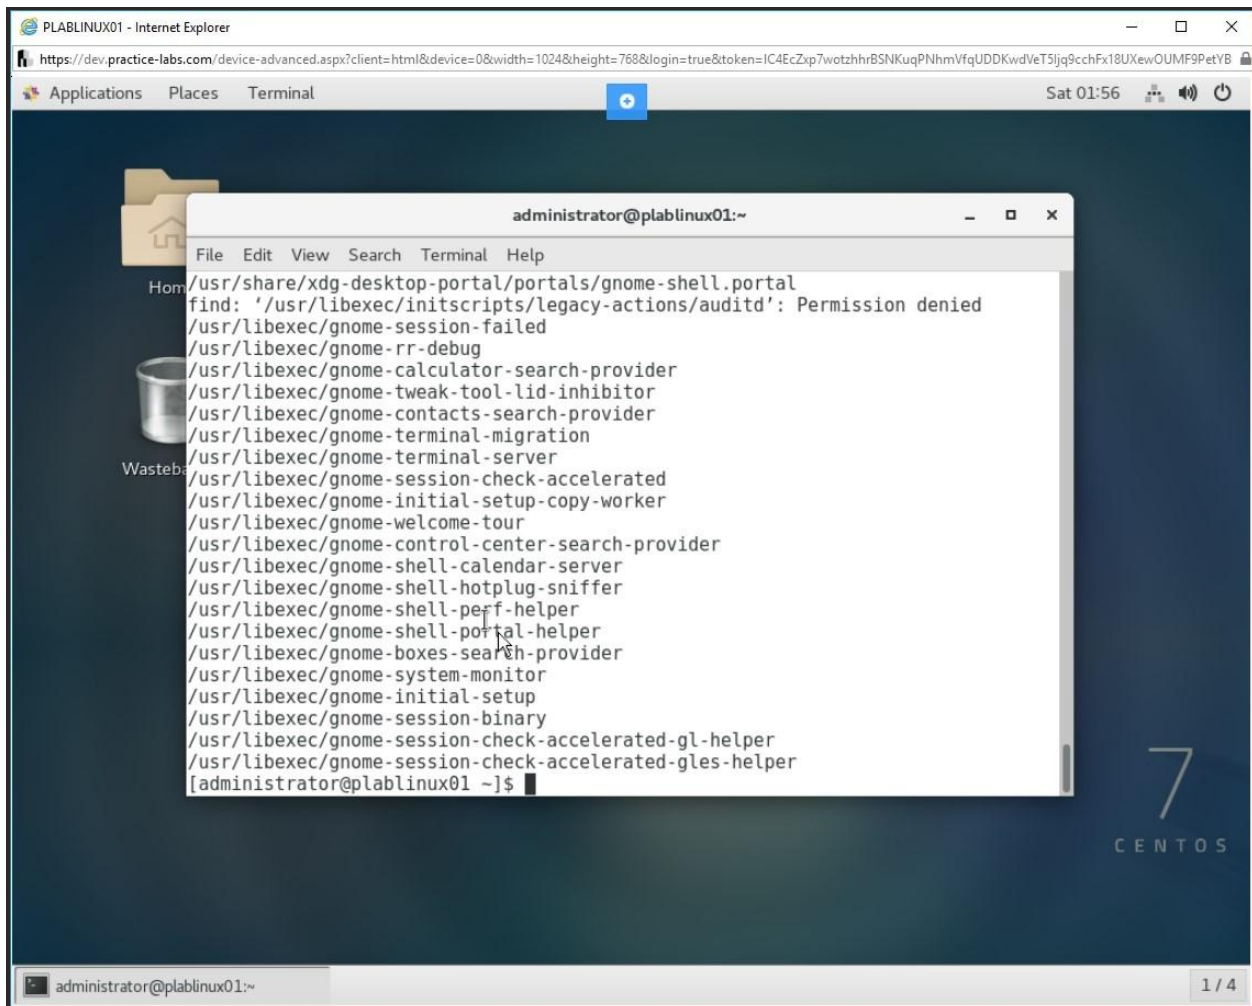 PLABLINUX01 - Internet Explorer
https://dev.practice-labs.com/device-advanced.aspx?client=html&device=0&width=1024&height=768&login=true&token=
Applications Places Terminal Sat 01:56
Home
Wasteba
administrator@plablinux01:~
File Edit View Search Terminal Help
/usr/share/xdg-desktop-portal/portals/gnome-shell.portal
find: ‘/usr/libexec/initscripts/legacy-actions/auditd’: Permission denied
/usr/libexec/gnome-session-failed
/usr/libexec/gnome-rr-debug
/usr/libexec/gnome-calculator-search-provider
/usr/libexec/gnome-tweak-tool-lid-inhibitor
/usr/libexec/gnome-contacts-search-provider
/usr/libexec/gnome-terminal-migration
/usr/libexec/gnome-terminal-server
/usr/libexec/gnome-session-check-accelerated
/usr/libexec/gnome-initial-setup-copy-worker
/usr/libexec/gnome-welcome-tour
/usr/libexec/gnome-control-center-search-provider
/usr/libexec/gnome-shell-calendar-server
/usr/libexec/gnome-shell-hotplug-sniffer
/usr/libexec/gnome-shell-perf-helper
/usr/libexec/gnome-shell-portal-helper
/usr/libexec/gnome-boxes-search-provider
/usr/libexec/gnome-system-monitor
/usr/libexec/gnome-initial-setup
/usr/libexec/gnome-session-binary
/usr/libexec/gnome-session-check-accelerated-gl-helper
/usr/libexec/gnome-session-check-accelerated-gles-helper
[administrator@plablinux01 ~]$
7
CENTOS
administrator@plablinux01:~ 1 / 4